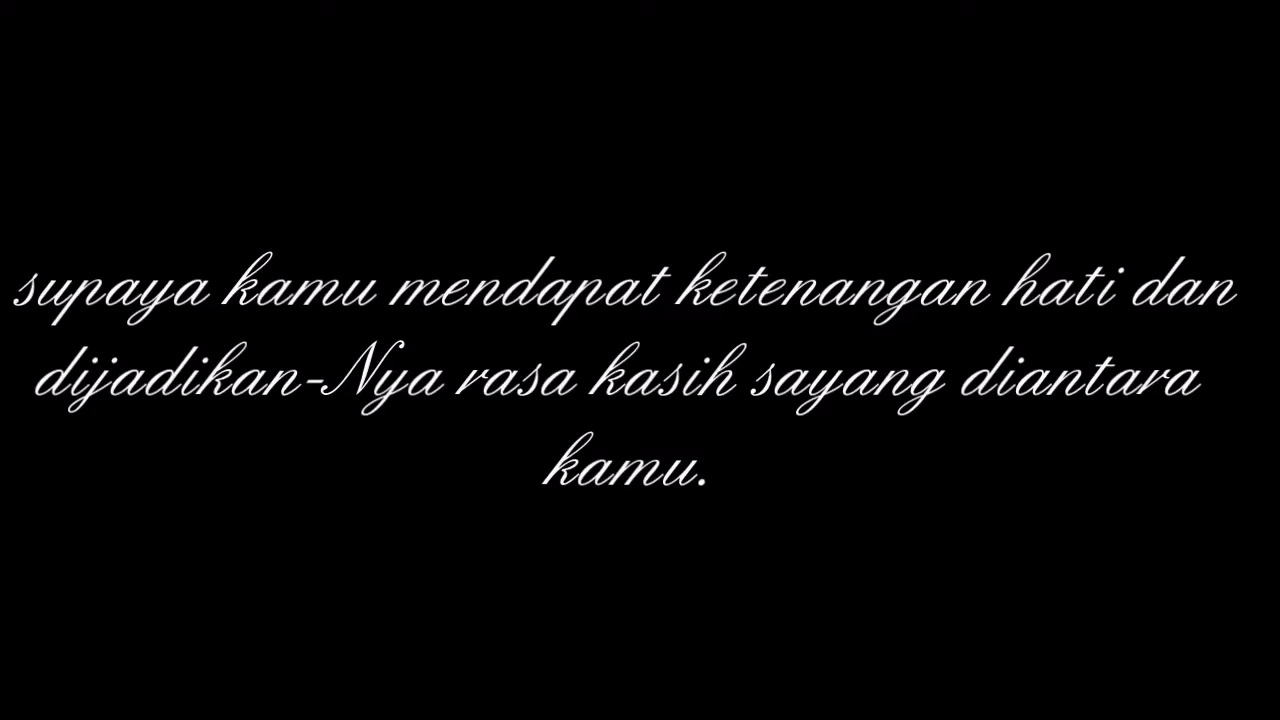 supaya kamu mendapat ketenangan hati dan
dijadikan-Nya rasa kasih sayang diantara
kamu.